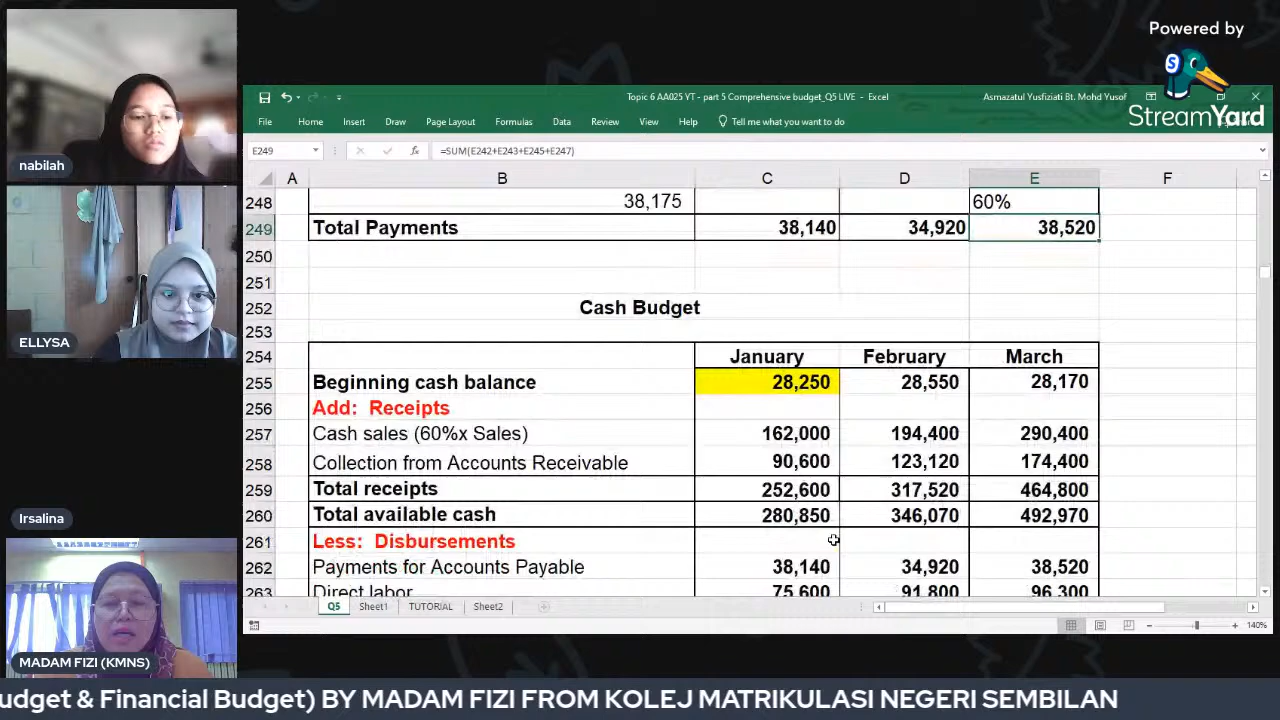 Powered by
StreamYard
nabilah
ELLYSA
Irsalina
MADAM FIZI (KMNS)
Topic 6 AA025 YT - part 5 Comprehensive budget_Q5 LIVE - Excel
Asmazatul Yusfiziati Bt. Mohd Yusof
File Home Insert Draw Page Layout Formulas Data Review View Help Tell me what you want to do
E249 fx =SUM(E242+E243+E245+E247)
A B C D E F
248 38,175 60%
249 Total Payments 38,140 34,920 38,520
250
251
252 Cash Budget
253
254 January February March
255 Beginning cash balance 28,250 28,550 28,170
256 Add: Receipts
257 Cash sales (60%x Sales) 162,000 194,400 290,400
258 Collection from Accounts Receivable 90,600 123,120 174,400
259 Total receipts 252,600 317,520 464,800
260 Total available cash 280,850 346,070 492,970
261 Less: Disbursements
262 Payments for Accounts Payable 38,140 34,920 38,520
263 Direct labor 75,600 91,800 96,300
Q5 Sheet1 TUTORIAL Sheet2
140%
udget & Financial Budget) BY MADAM FIZI FROM KOLEJ MATRIKULASI NEGERI SEMBILAN